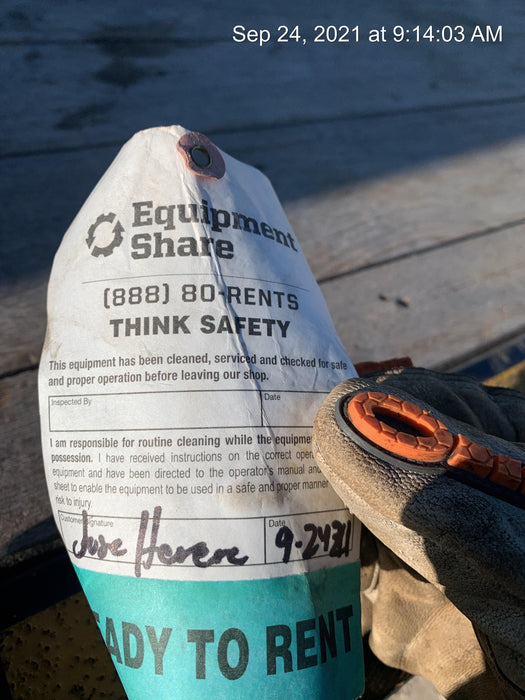 Sep 24, 2021 at 9:14:03 AM
Equipment
Share
(888) 80-RENTS
THINK SAFETY
This equipment has been cleaned, serviced and checked for safe
and proper operation before leaving our shop.
Inspected By Date
I am responsible for routine cleaning while the equipme
possession. I have received instructions on the correct oper
equipment and have been directed to the operator's manual and
sheet to enable the equipment to be used in a safe and proper manner
risk to injury.
Customer Signature Date
Jose Herere 9-24-21
ADY TO RENT